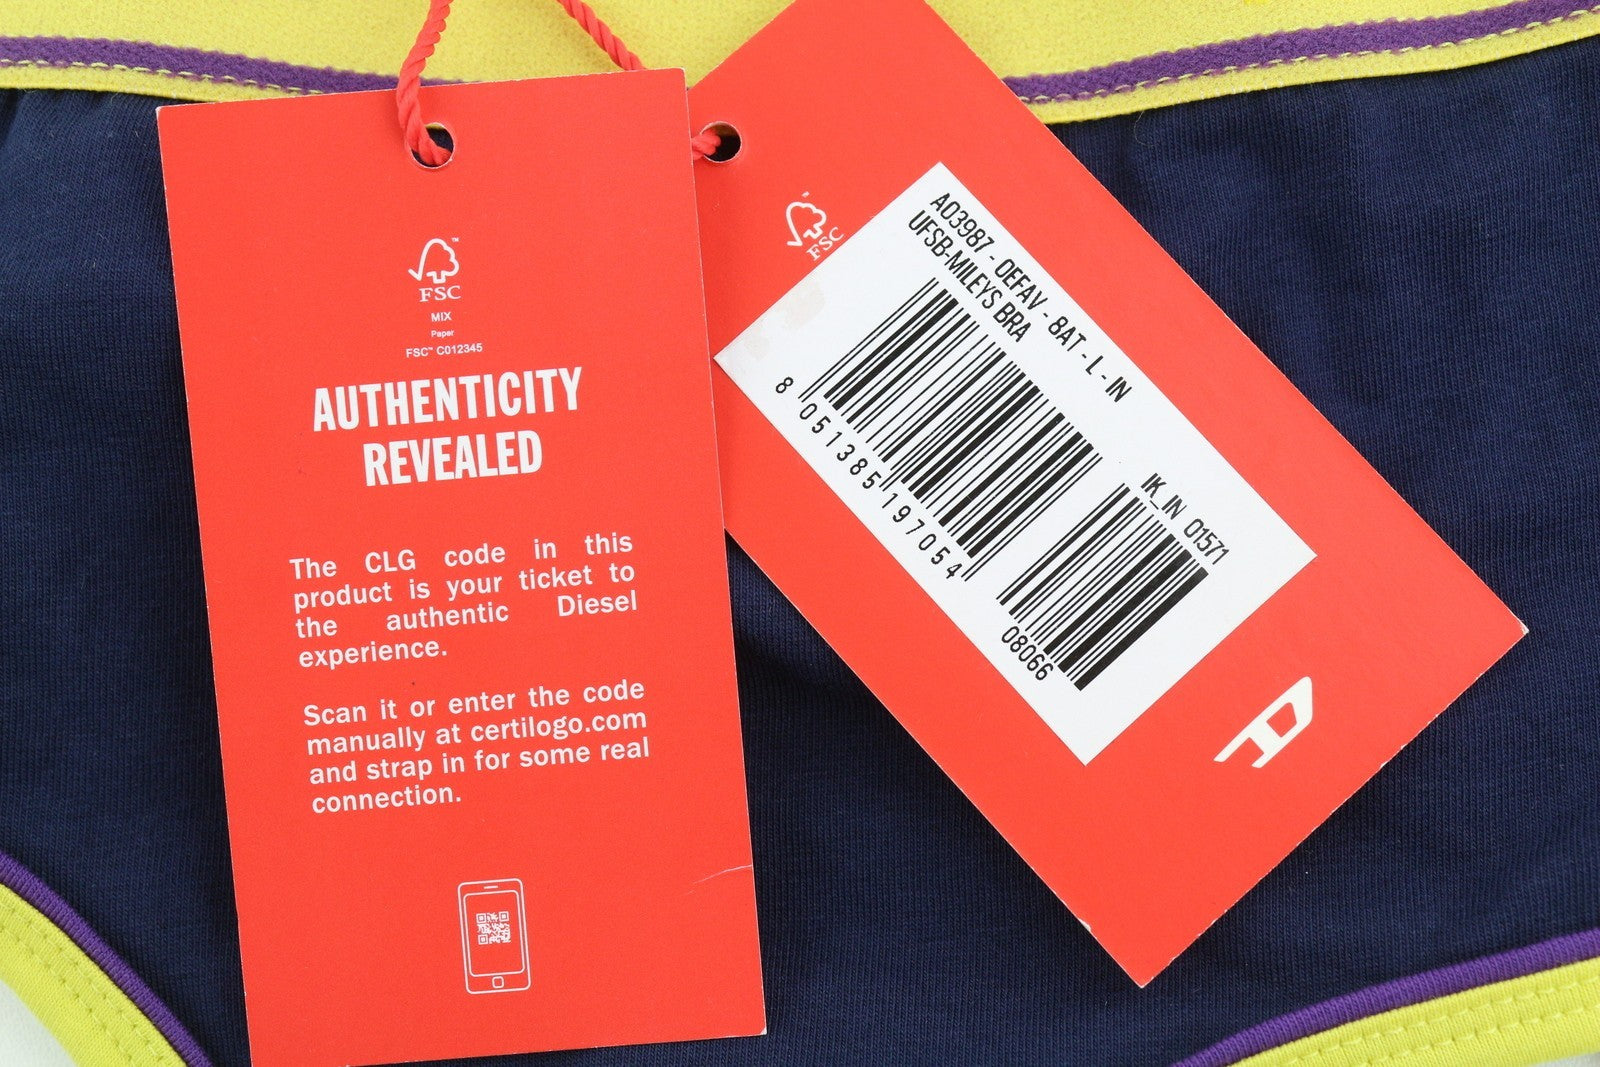 FSC™
MIX
Paper
FSC™ C012345
AUTHENTICITY
REVEALED
The CLG code in this
product is your ticket to
the authentic Diesel
experience.
Scan it or enter the code
manually at certilogo.com
and strap in for some real
connection.
FSC
A03987 - 0EFAV - 8AT - L - IN
UFSB-MILEYS BRA
8 051385 197054
IK_IN 01571
08066
D